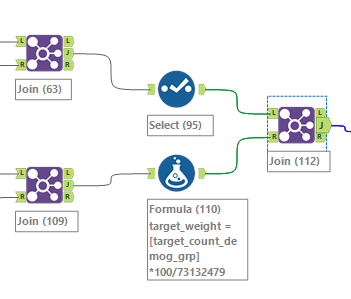 L
L
J
R
R
Join (63)
Select (95)
L
L
J
R
R
Join (112)
L
L
J
R
R
Join (109)
Formula (110)
target_weight =
[target_count_de
mog_grp]
*100/73132479